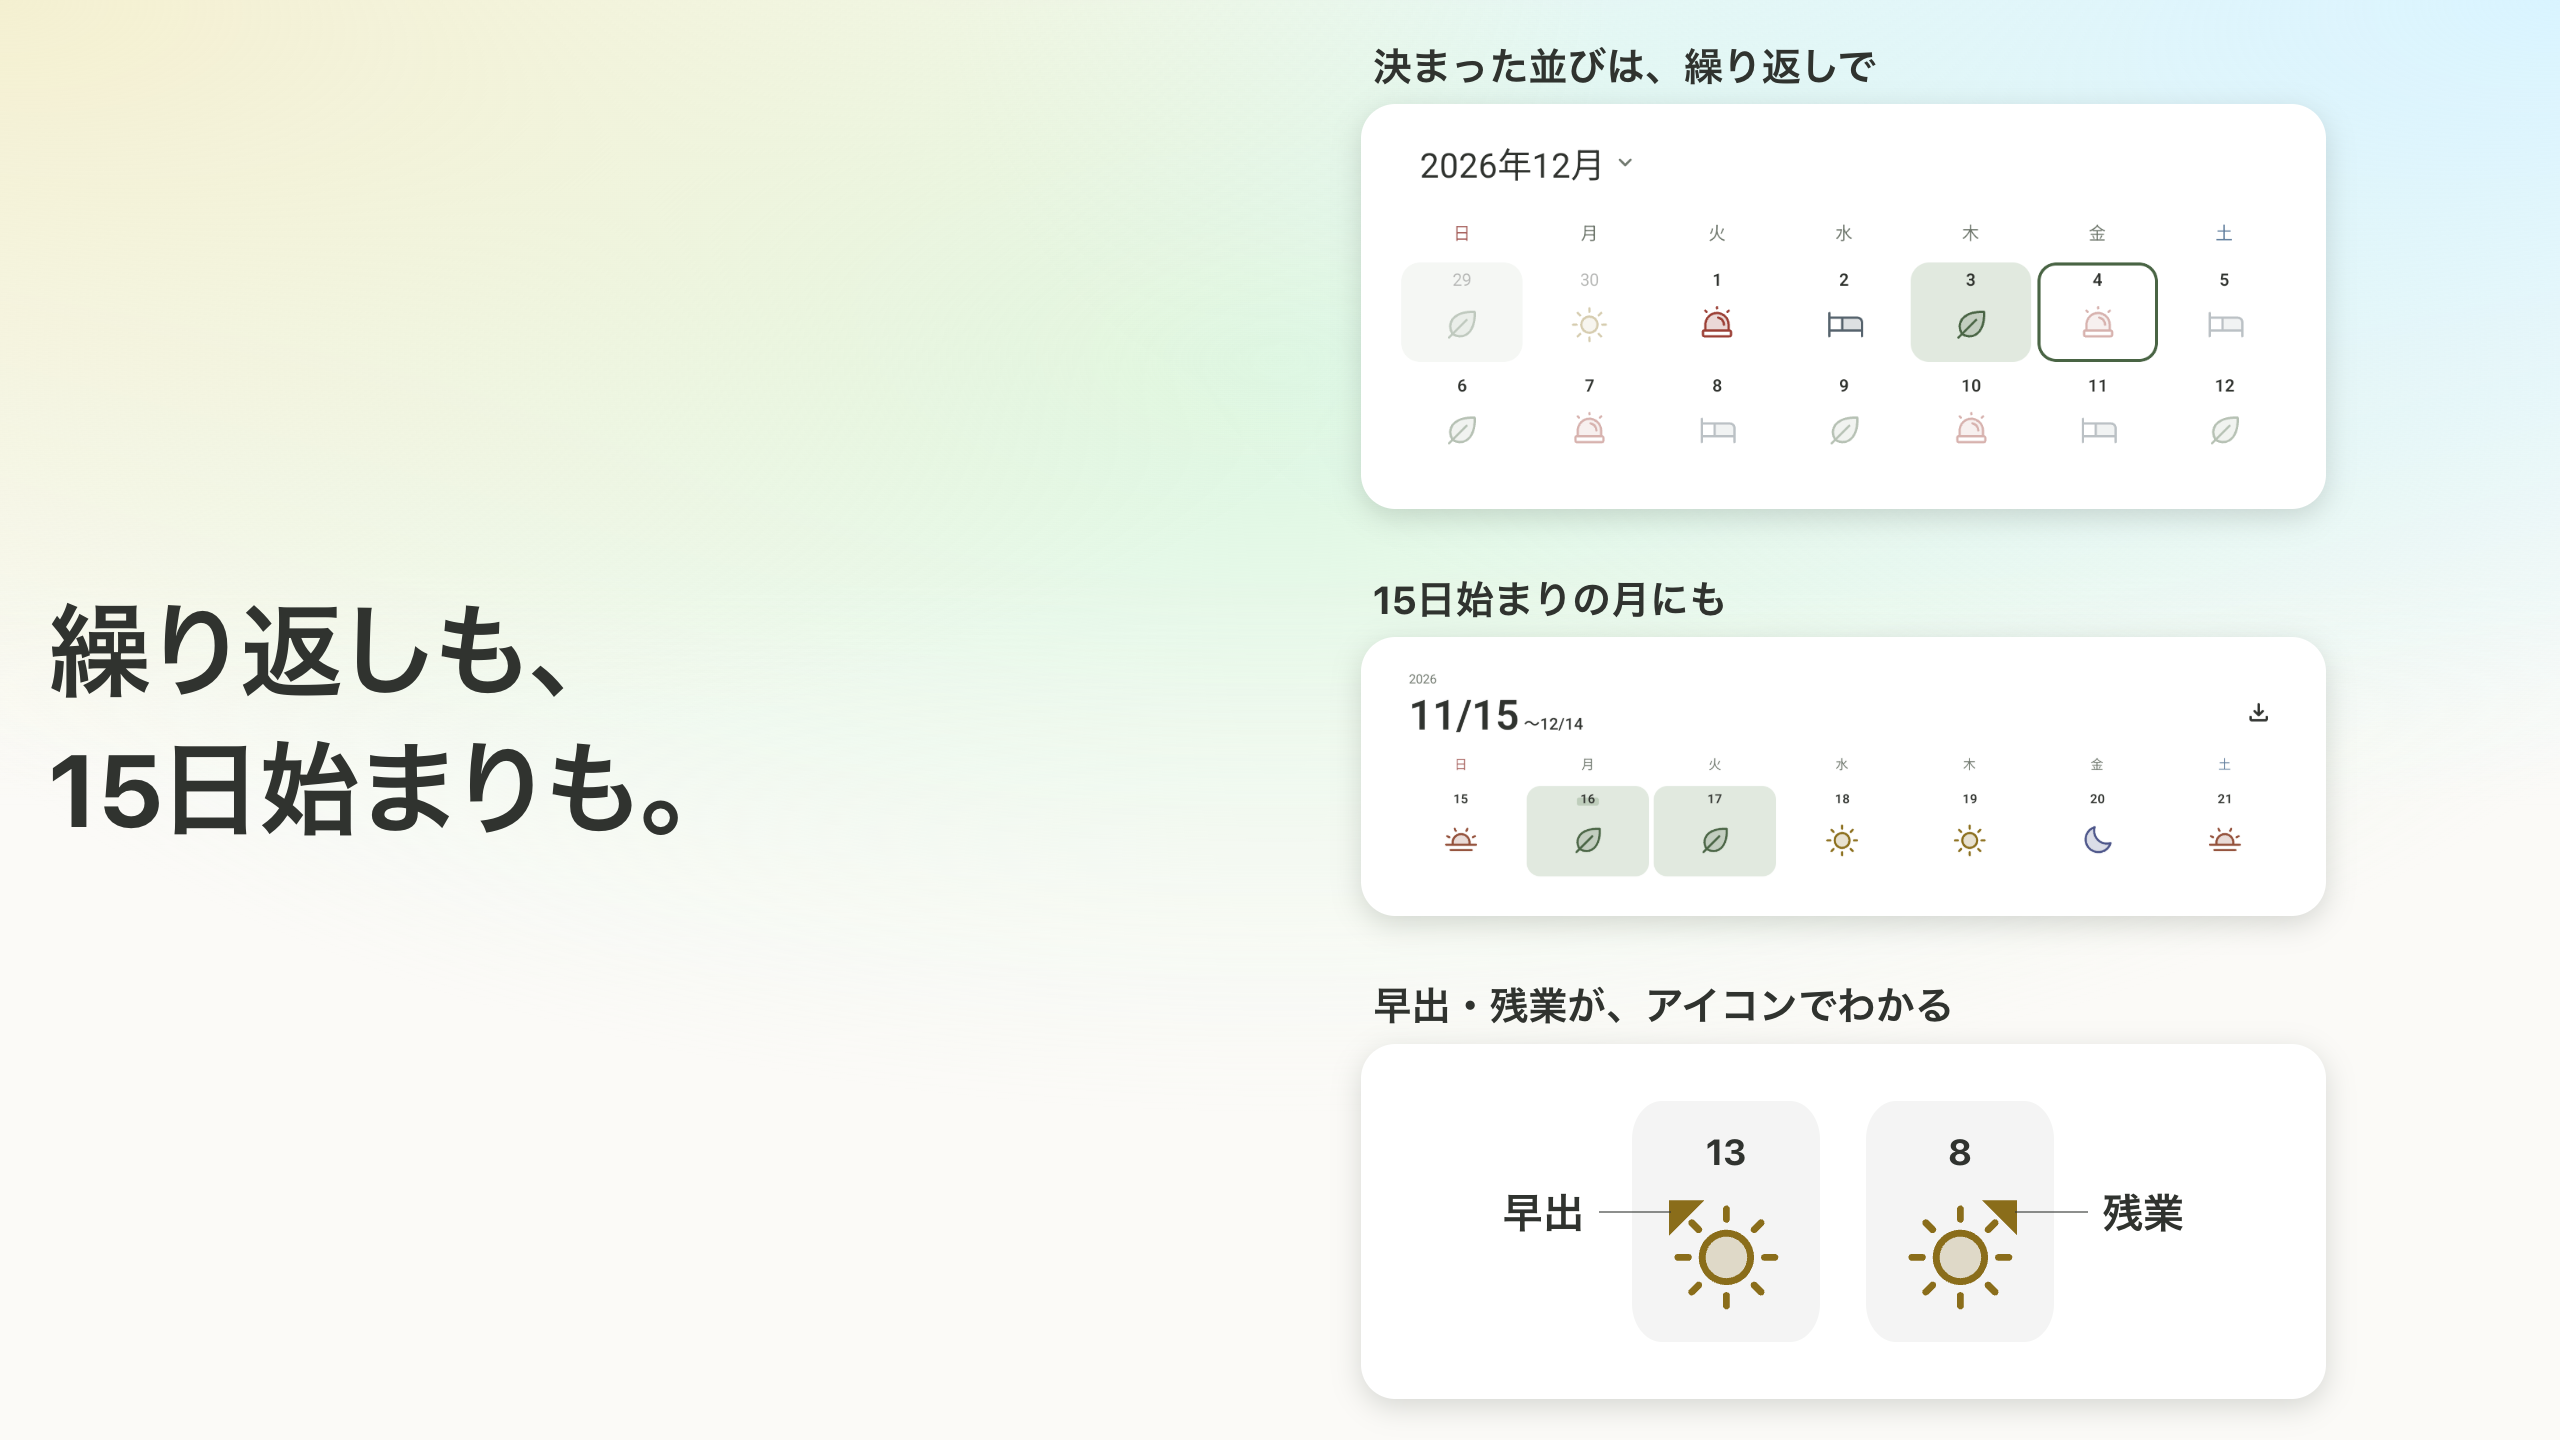 繰り返しも、
15日始まりも。
決まった並びは、繰り返しで
2026年12月
日 月 火 水 木 金 土
29 30 1 2 3 4 5
6 7 8 9 10 11 12
15日始まりの月にも
2026
11/15 〜12/14
日 月 火 水 木 金 土
15 16 17 18 19 20 21
早出・残業が、アイコンでわかる
13 8
早出 残業